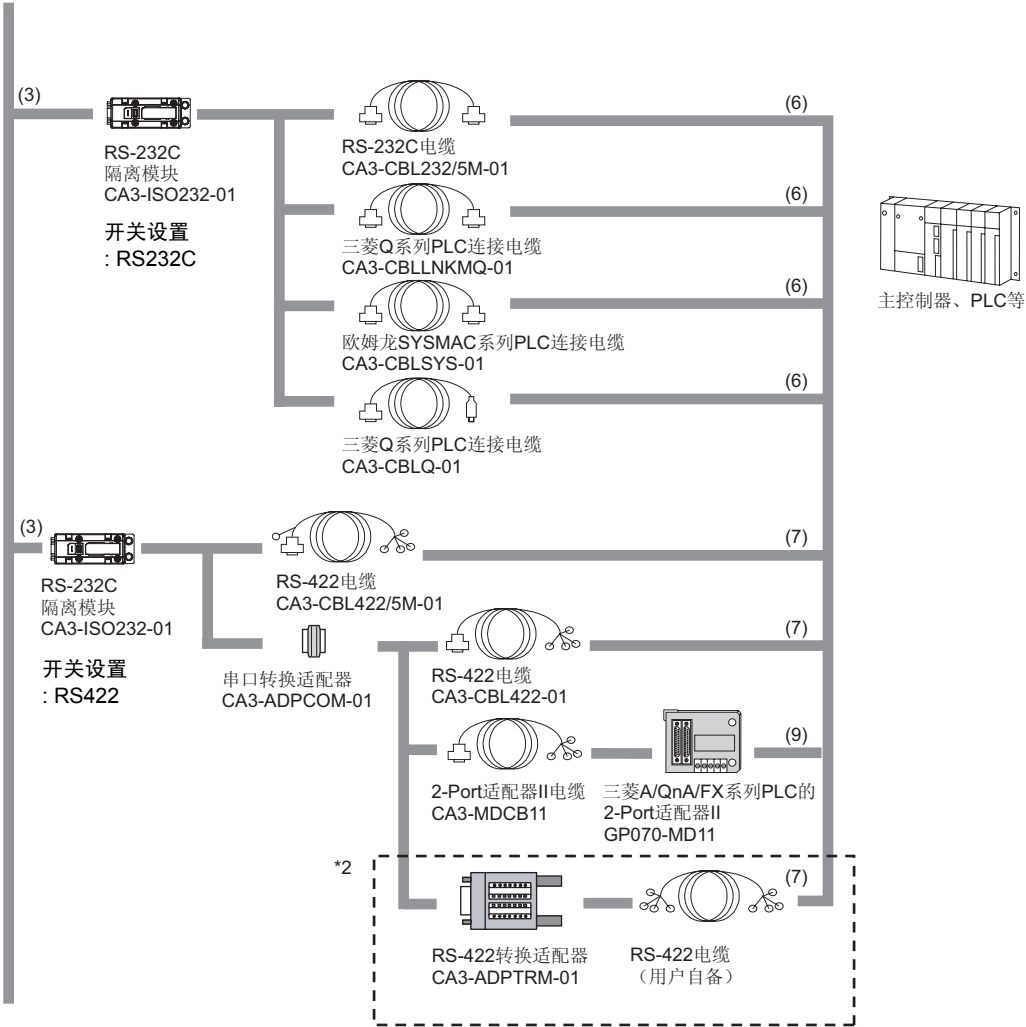 (3)
RS-232C
隔离模块
CA3-ISO232-01
开关设置
: RS232C
RS-232C电缆
CA3-CBL232/5M-01
(6)
三菱Q系列PLC连接电缆
CA3-CBLLNKMQ-01
(6)
欧姆龙SYSMAC系列PLC连接电缆
CA3-CBLSYS-01
(6)
三菱Q系列PLC连接电缆
CA3-CBLQ-01
(6)
主控制器、PLC等
(3)
RS-232C
隔离模块
CA3-ISO232-01
开关设置
: RS422
RS-422电缆
CA3-CBL422/5M-01
(7)
串口转换适配器
CA3-ADPCOM-01
RS-422电缆
CA3-CBL422-01
(7)
2-Port适配器II电缆
CA3-MDCB11
三菱A/QnA/FX系列PLC的
2-Port适配器II
GP070-MD11
(9)
*2
RS-422转换适配器
CA3-ADPTRM-01
RS-422电缆
（用户自备）
(7)